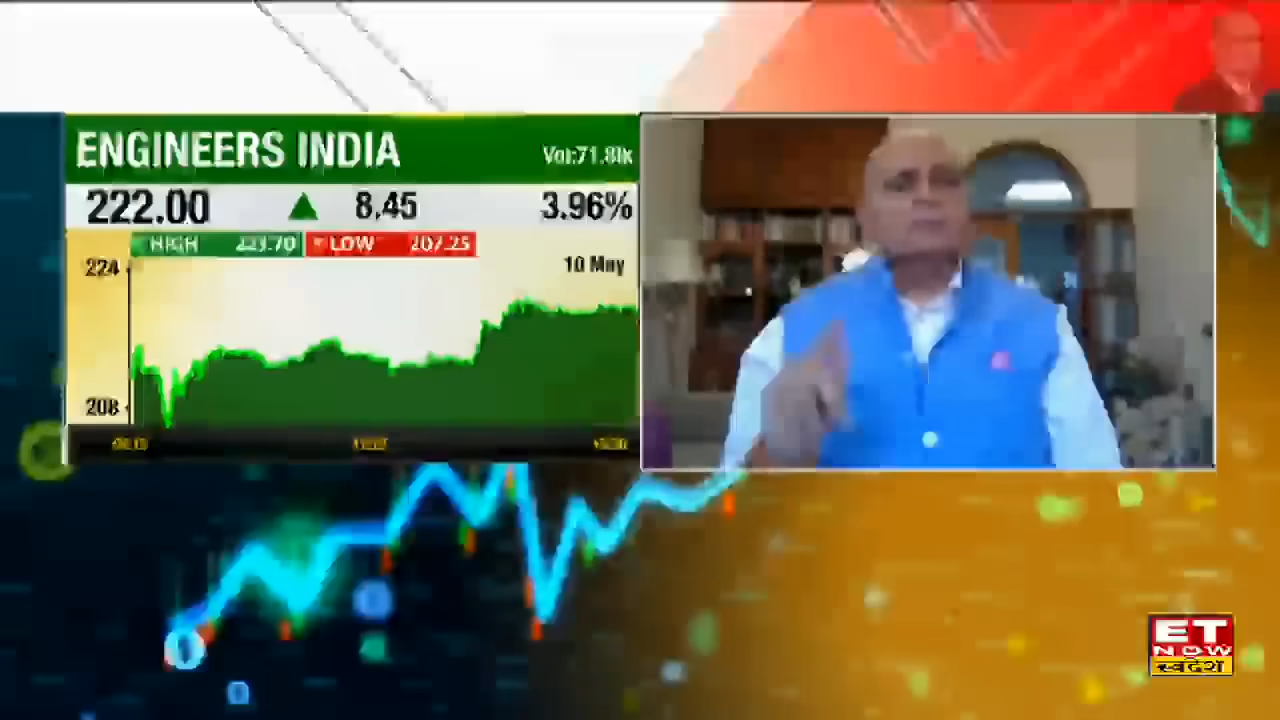 ENGINEERS INDIA
Vol:71.8lk
222.00 ▲ 8.45 3.96%
HIGH 223.70 LOW 207.25
10 May
224
208
ET
NOW
स्वदेश